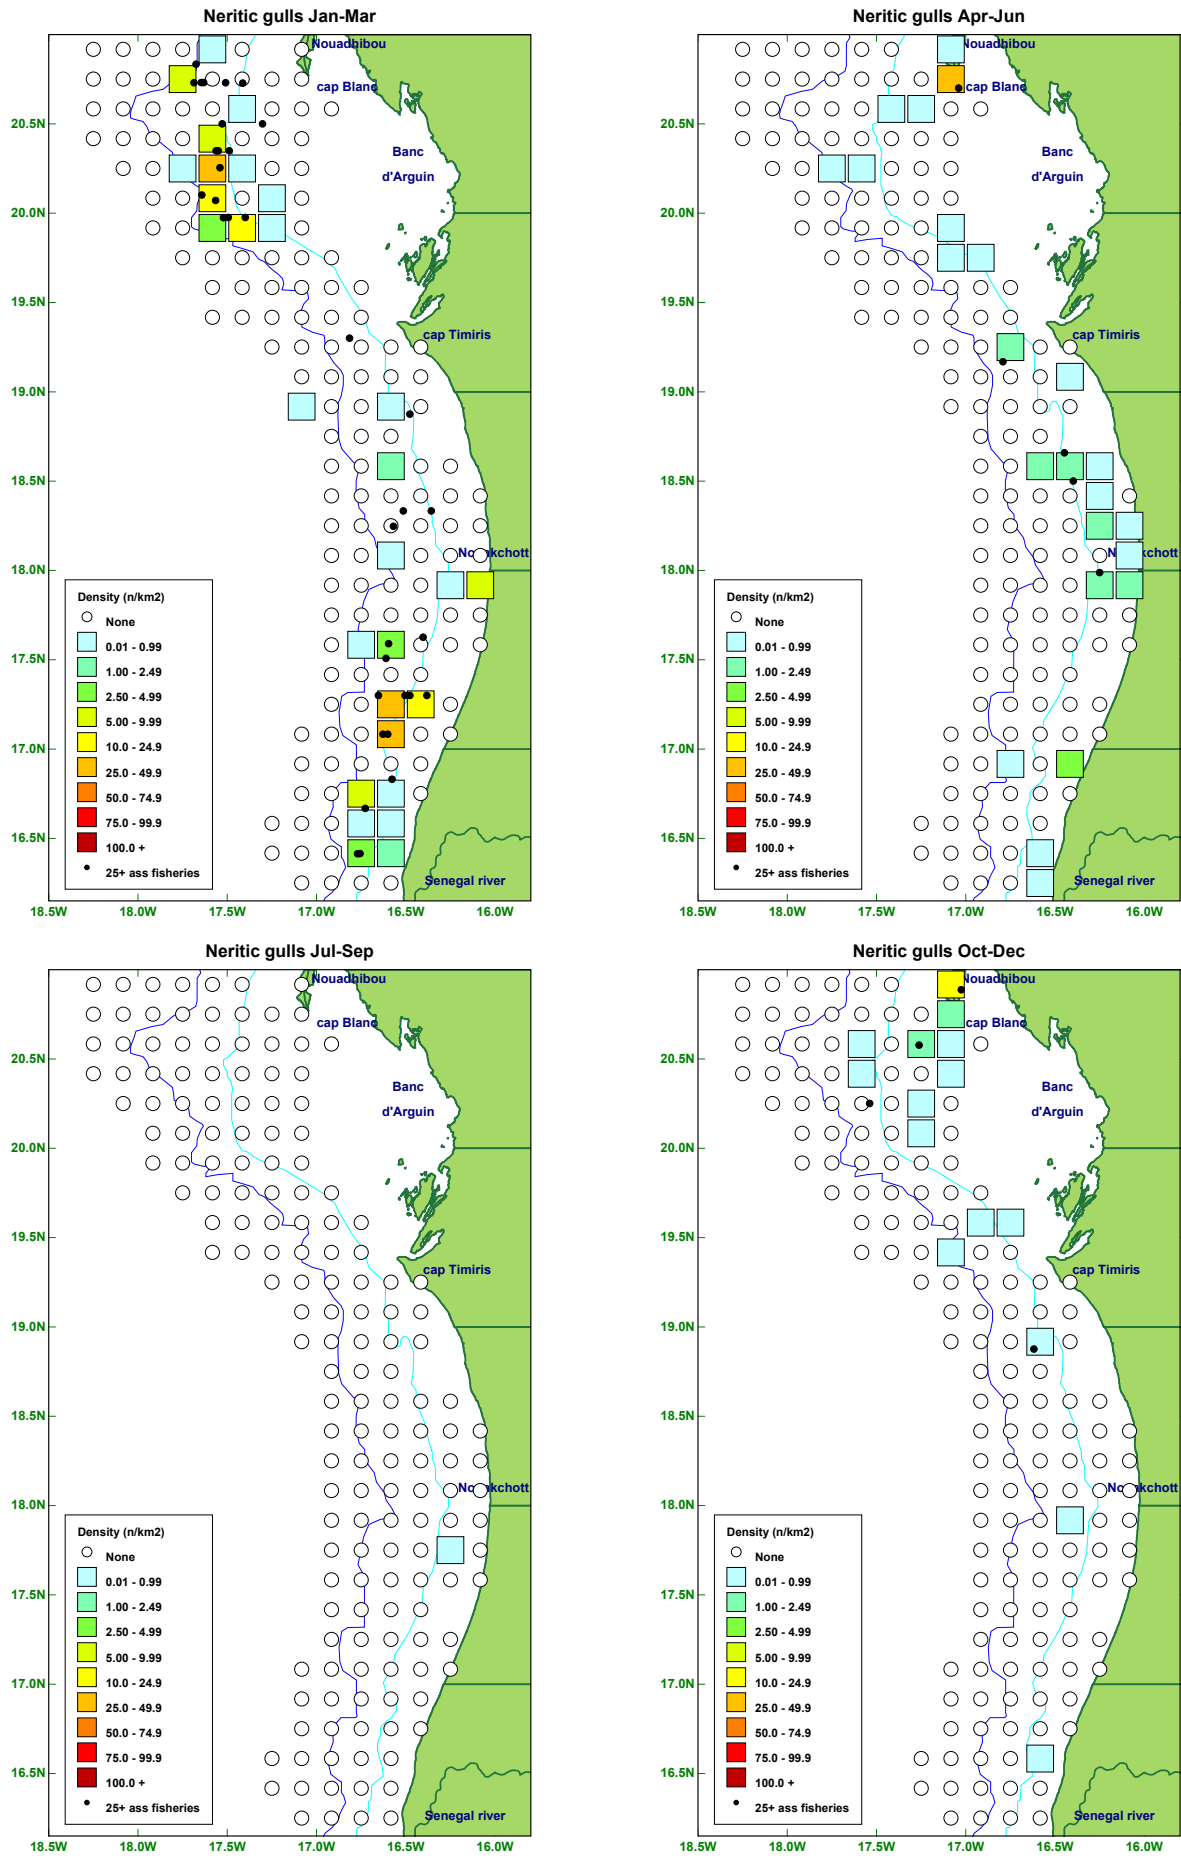 Neritic gulls Jan-Mar
Nouadhibou
cap Blanc
20.5N
Banc
d'Arguin
20.0N
19.5N
cap Timiris
19.0N
18.5N
18.0N
17.5N
17.0N
16.5N
Senegal river
Density (n/km2)
None
0.01 - 0.99
1.00 - 2.49
2.50 - 4.99
5.00 - 9.99
10.0 - 24.9
25.0 - 49.9
50.0 - 74.9
75.0 - 99.9
100.0 +
25+ ass fisheries
18.5W 18.0W 17.5W 17.0W 16.5W 16.0W
Neritic gulls Apr-Jun
Nouadhibou
cap Blanc
20.5N
Banc
d'Arguin
20.0N
19.5N
cap Timiris
19.0N
18.5N
18.0N
17.5N
17.0N
16.5N
Senegal river
Density (n/km2)
None
0.01 - 0.99
1.00 - 2.49
2.50 - 4.99
5.00 - 9.99
10.0 - 24.9
25.0 - 49.9
50.0 - 74.9
75.0 - 99.9
100.0 +
25+ ass fisheries
18.5W 18.0W 17.5W 17.0W 16.5W 16.0W
Neritic gulls Jul-Sep
Nouadhibou
cap Blanc
20.5N
Banc
d'Arguin
20.0N
19.5N
cap Timiris
19.0N
18.5N
Nouakchott
18.0N
17.5N
17.0N
16.5N
Senegal river
Density (n/km2)
None
0.01 - 0.99
1.00 - 2.49
2.50 - 4.99
5.00 - 9.99
10.0 - 24.9
25.0 - 49.9
50.0 - 74.9
75.0 - 99.9
100.0 +
25+ ass fisheries
18.5W 18.0W 17.5W 17.0W 16.5W 16.0W
Neritic gulls Oct-Dec
Nouadhibou
cap Blanc
20.5N
Banc
d'Arguin
20.0N
19.5N
cap Timiris
19.0N
18.5N
Nouakchott
18.0N
17.5N
17.0N
16.5N
Senegal river
Density (n/km2)
None
0.01 - 0.99
1.00 - 2.49
2.50 - 4.99
5.00 - 9.99
10.0 - 24.9
25.0 - 49.9
50.0 - 74.9
75.0 - 99.9
100.0 +
25+ ass fisheries
18.5W 18.0W 17.5W 17.0W 16.5W 16.0W